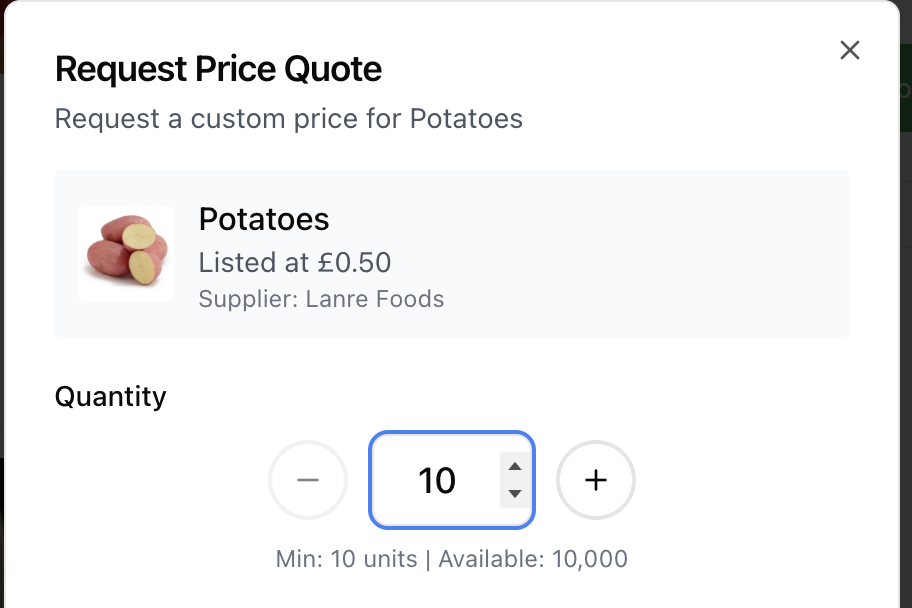 Request Price Quote
Request a custom price for Potatoes
Potatoes
Listed at £0.50
Supplier: Lanre Foods
Quantity
10
Min: 10 units | Available: 10,000